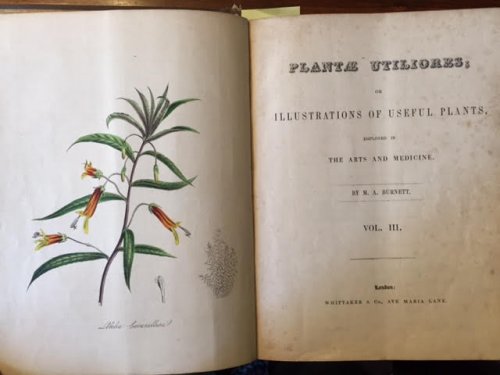 Lobelia
PLANTÆ UTILIORES;
OR
ILLUSTRATIONS OF USEFUL PLANTS,
EMPLOYED IN
THE ARTS AND MEDICINE.
BY M. A. BURNETT.
VOL. III.
London:
WHITTAKER & Co., AVE MARIA LANE.